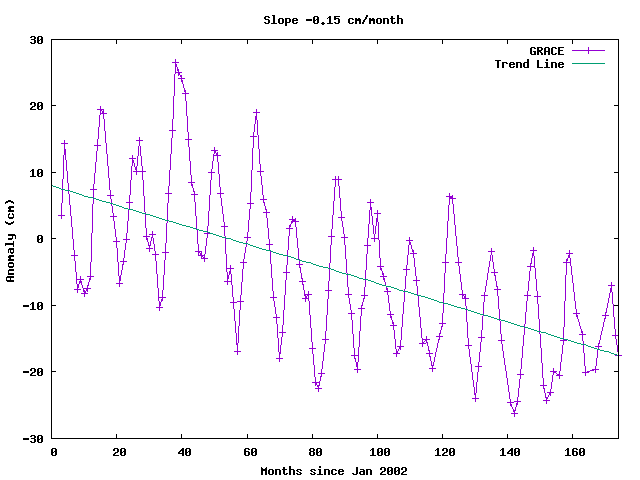 Slope -0.15 cm/month
GRACE
Trend Line
30
20
10
0
-10
-20
-30
Anomaly (cm)
0 20 40 60 80 100 120 140 160
Months since Jan 2002